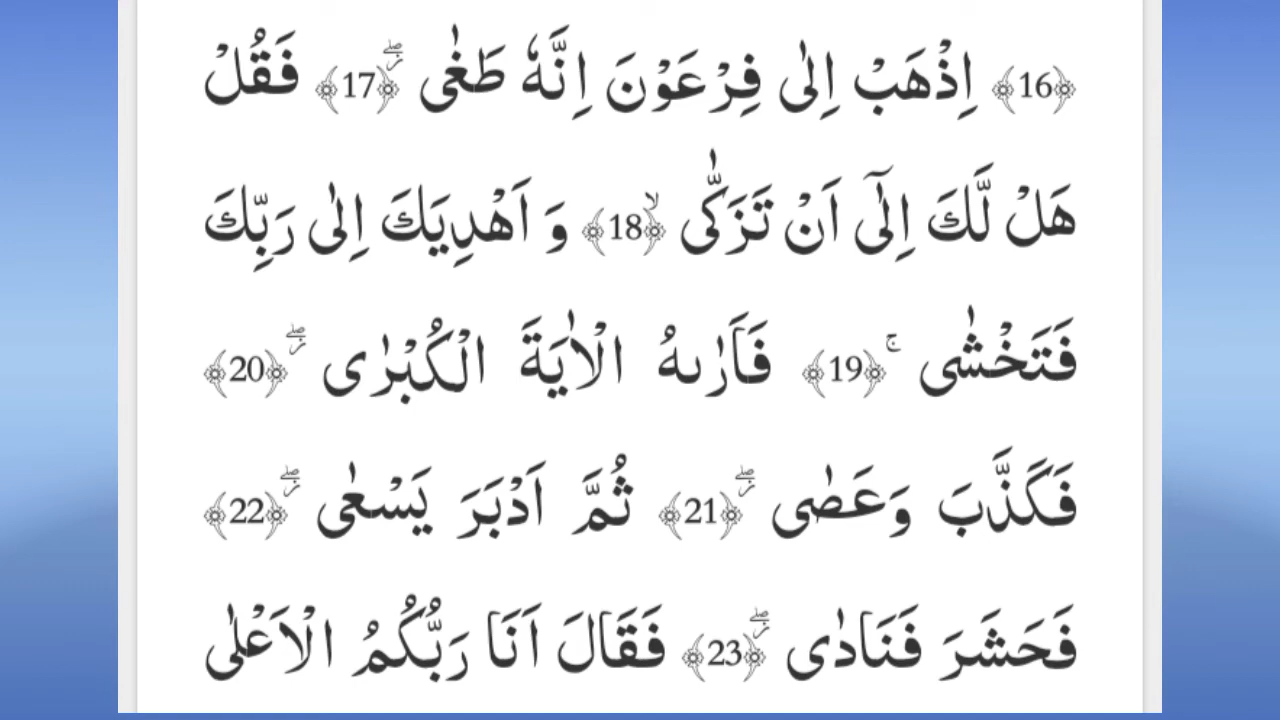 ﴿16﴾ اِذْهَبْ اِلٰى فِرْعَوْنَ اِنَّهٗ طَغٰى ﴿17﴾ۖز فَقُلْ
هَلْ لَّكَ اِلٰۤى اَنْ تَزَكّٰى ﴿18﴾ۙ وَ اَهْدِیَكَ اِلٰى رَبِّكَ
فَتَخْشٰى ۚ ﴿19﴾ فَاَرٰىهُ الْاٰیَةَ الْكُبْرٰى ۖز ﴿20﴾
فَكَذَّبَ وَعَصٰى ۖز ﴿21﴾ ثُمَّ اَدْبَرَ یَسْعٰى ۖز ﴿22﴾
فَحَشَرَ فَنَادٰى ۖز ﴿23﴾ فَقَالَ اَنَا رَبُّكُمُ الْاَعْلٰى